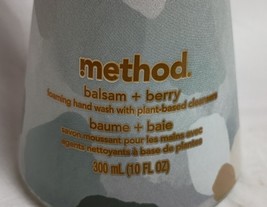 method.
balsam + berry
foaming hand wash with plant-based cleansers
baume + baie
savon moussant pour les mains avec
agents nettoyants à base de plantes
300 mL (10 FL OZ)